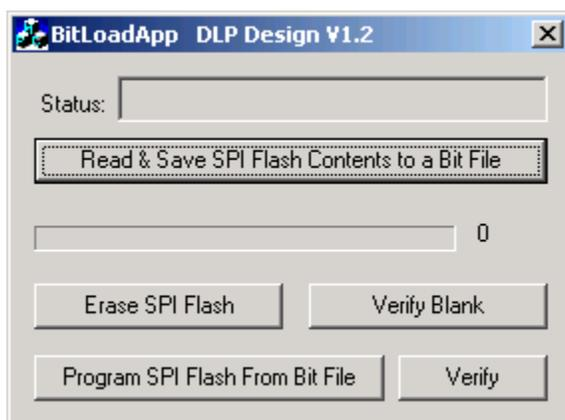 BitLoadApp DLP Design V1.2
Status:
Read & Save SPI Flash Contents to a Bit File
0
Erase SPI Flash Verify Blank
Program SPI Flash From Bit File Verify